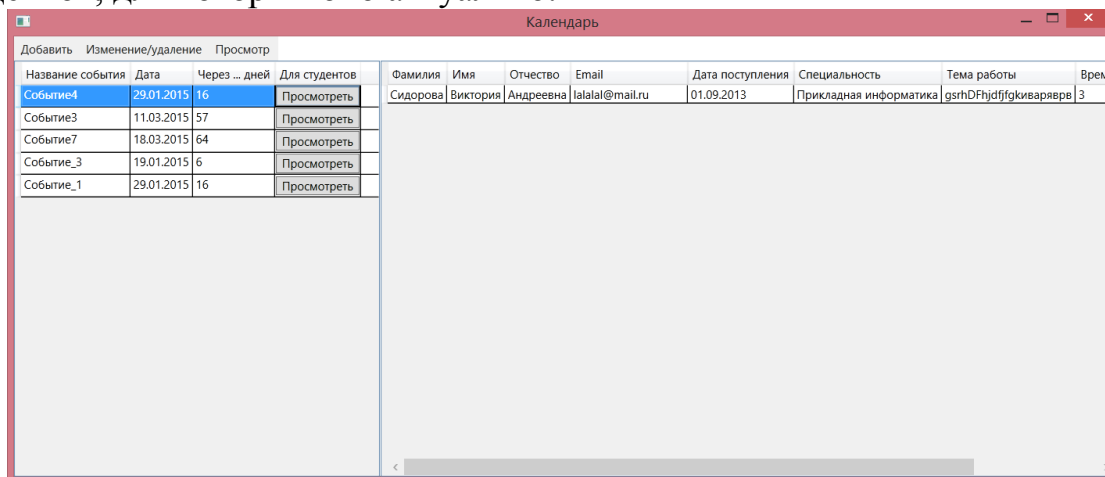 Календарь
Добавить Изменение/удаление Просмотр
Название события Дата Через ... дней Для студентов Фамилия Имя Отчество Email Дата поступления Специальность Тема работы Врем
Событие4 29.01.2015 16 Просмотреть Сидорова Виктория Андреевна lalalal@mail.ru 01.09.2013 Прикладная информатика gsrhDFhjdfjfgkиваряврв 3
Событие3 11.03.2015 57 Просмотреть
Событие7 18.03.2015 64 Просмотреть
Событие_3 19.01.2015 6 Просмотреть
Событие_1 29.01.2015 16 Просмотреть